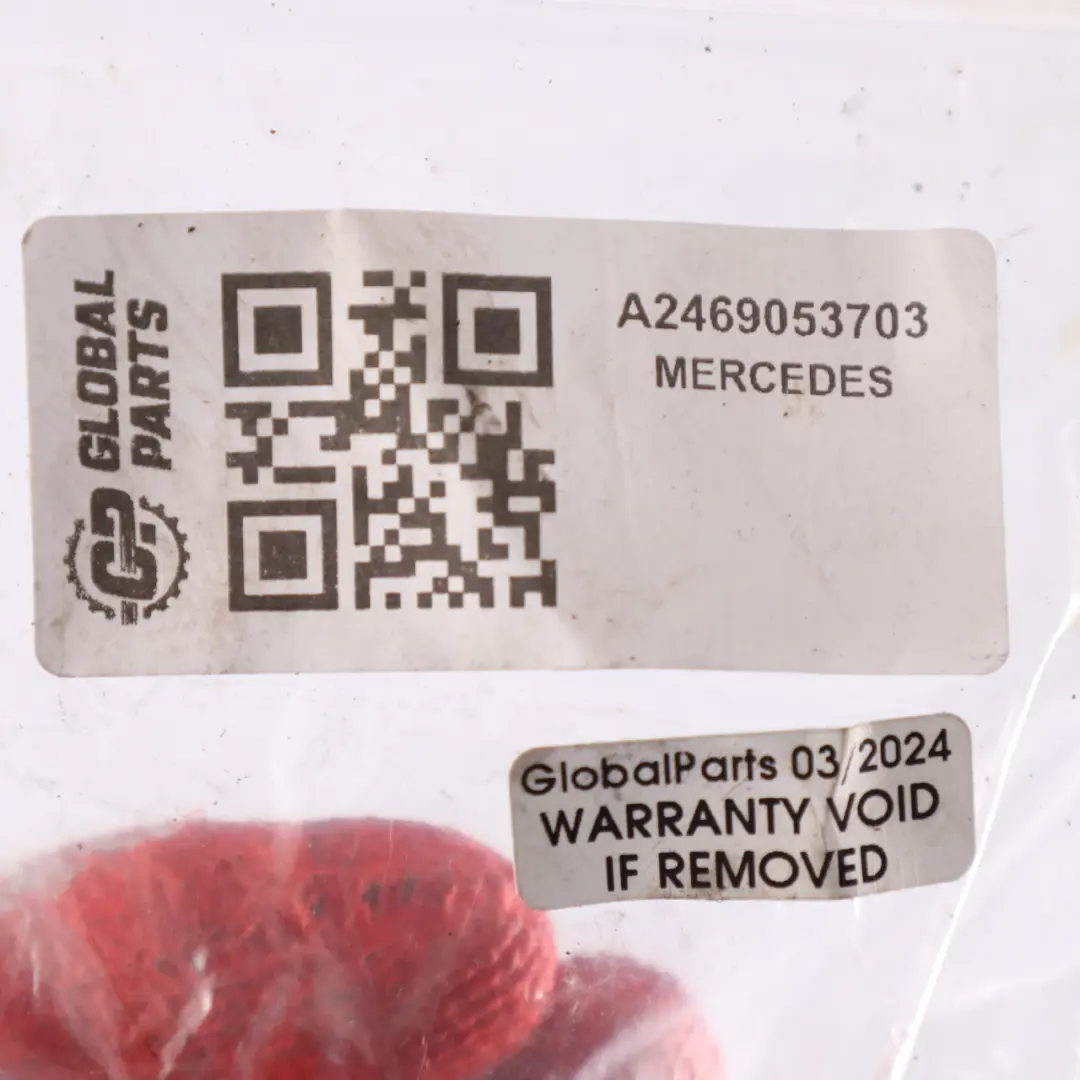 GLOBAL
PARTS
A2469053703
MERCEDES
GlobalParts 03/2024
WARRANTY VOID
IF REMOVED